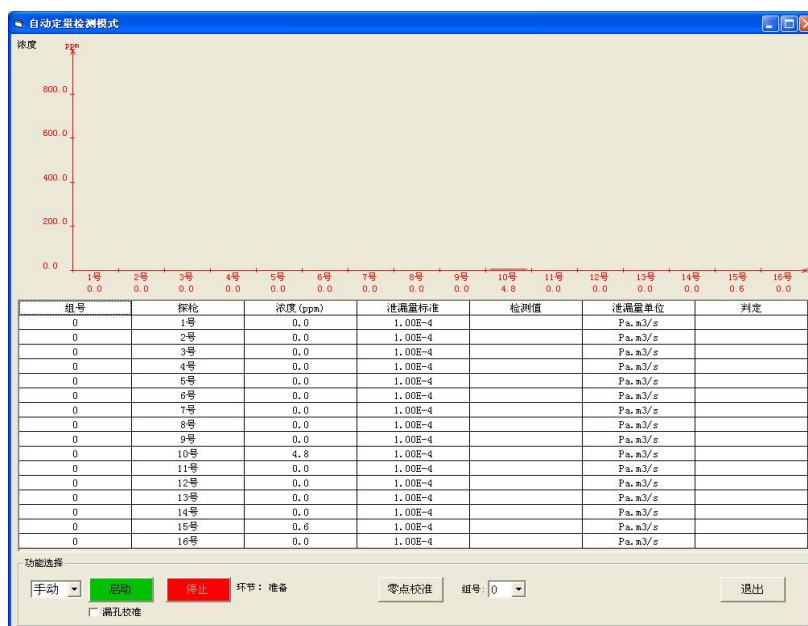 自动定量检测模式
浓度 ppm
800.0
600.0
400.0
200.0
0.0
1号 2号 3号 4号 5号 6号 7号 8号 9号 10号 11号 12号 13号 14号 15号 16号
0.0 0.0 0.0 0.0 0.0 0.0 0.0 0.0 0.0 4.8 0.0 0.0 0.0 0.0 0.6 0.0
组号 探枪 浓度(ppm) 泄漏量标准 检测值 泄漏量单位 判定
0 1号 0.0 1.00E-4 Pa.m3/s
0 2号 0.0 1.00E-4 Pa.m3/s
0 3号 0.0 1.00E-4 Pa.m3/s
0 4号 0.0 1.00E-4 Pa.m3/s
0 5号 0.0 1.00E-4 Pa.m3/s
0 6号 0.0 1.00E-4 Pa.m3/s
0 7号 0.0 1.00E-4 Pa.m3/s
0 8号 0.0 1.00E-4 Pa.m3/s
0 9号 0.0 1.00E-4 Pa.m3/s
0 10号 4.8 1.00E-4 Pa.m3/s
0 11号 0.0 1.00E-4 Pa.m3/s
0 12号 0.0 1.00E-4 Pa.m3/s
0 13号 0.0 1.00E-4 Pa.m3/s
0 14号 0.0 1.00E-4 Pa.m3/s
0 15号 0.6 1.00E-4 Pa.m3/s
0 16号 0.0 1.00E-4 Pa.m3/s
功能选择
手动 启动 停止 环节: 准备 零点校准 组号: 0 退出
漏孔校准